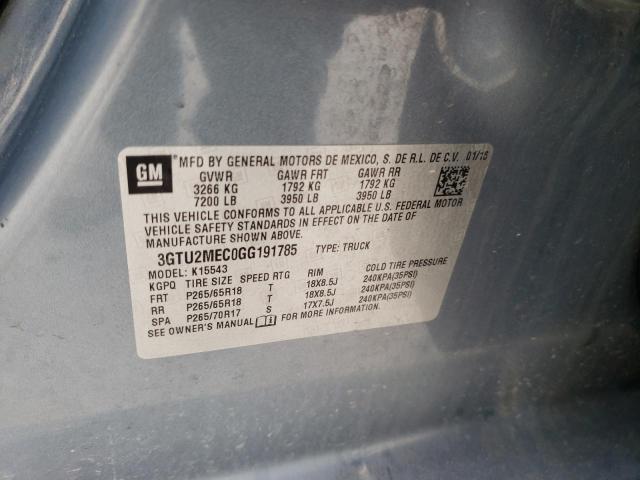 GM
MFD BY GENERAL MOTORS DE MEXICO, S. DE R.L. DE C.V. 01/16
GVWR GAWR FRT GAWR RR
3266 KG 1792 KG 1792 KG
7200 LB 3950 LB 3950 LB
THIS VEHICLE CONFORMS TO ALL APPLICABLE U.S. FEDERAL MOTOR
VEHICLE SAFETY STANDARDS IN EFFECT ON THE DATE OF
MANUFACTURE SHOWN ABOVE.
3GTU2MEC0GG191785 TYPE: TRUCK
MODEL: K15543
KGPQ TIRE SIZE SPEED RTG RIM COLD TIRE PRESSURE
FRT P265/65R18 T 18X8.5J 240KPA(35PSI)
RR P265/65R18 T 18X8.5J 240KPA(35PSI)
SPA P265/70R17 S 17X7.5J 240KPA(35PSI)
SEE OWNER'S MANUAL FOR MORE INFORMATION.